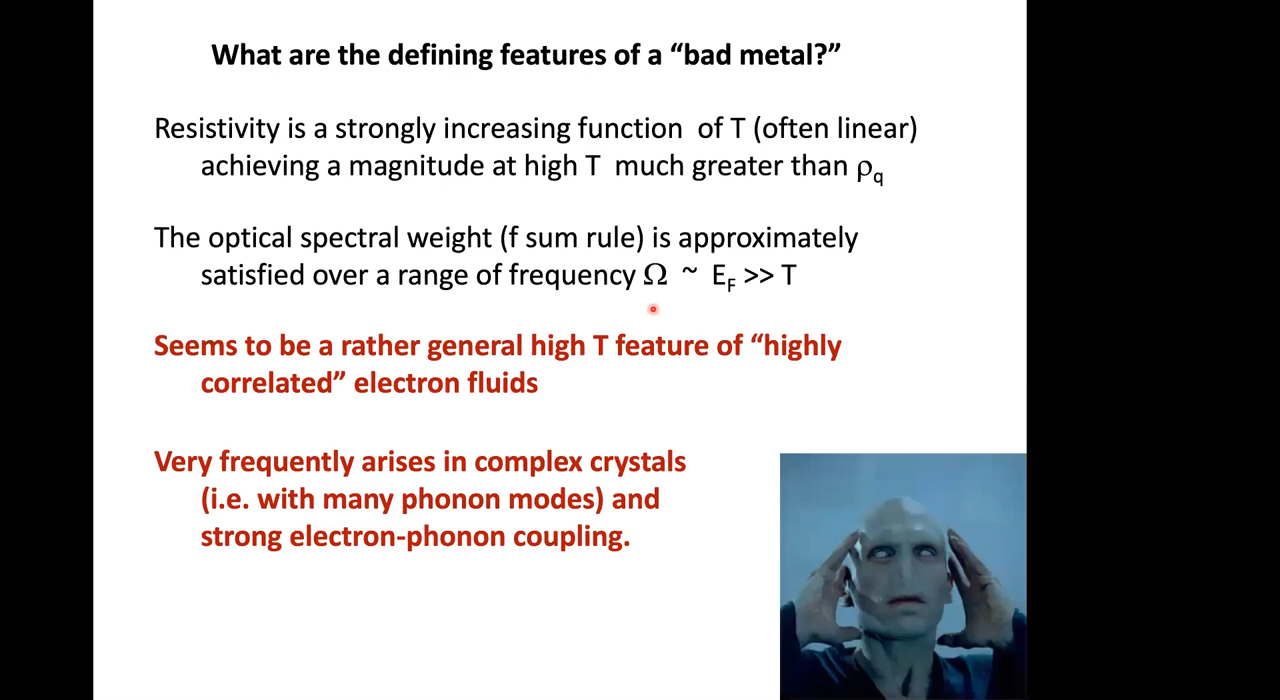 What are the defining features of a “bad metal?”
Resistivity is a strongly increasing function of T (often linear)
achieving a magnitude at high T much greater than ρq
The optical spectral weight (f sum rule) is approximately
satisfied over a range of frequency Ω ~ EF >> T
Seems to be a rather general high T feature of “highly
correlated” electron fluids
Very frequently arises in complex crystals
(i.e. with many phonon modes) and
strong electron-phonon coupling.